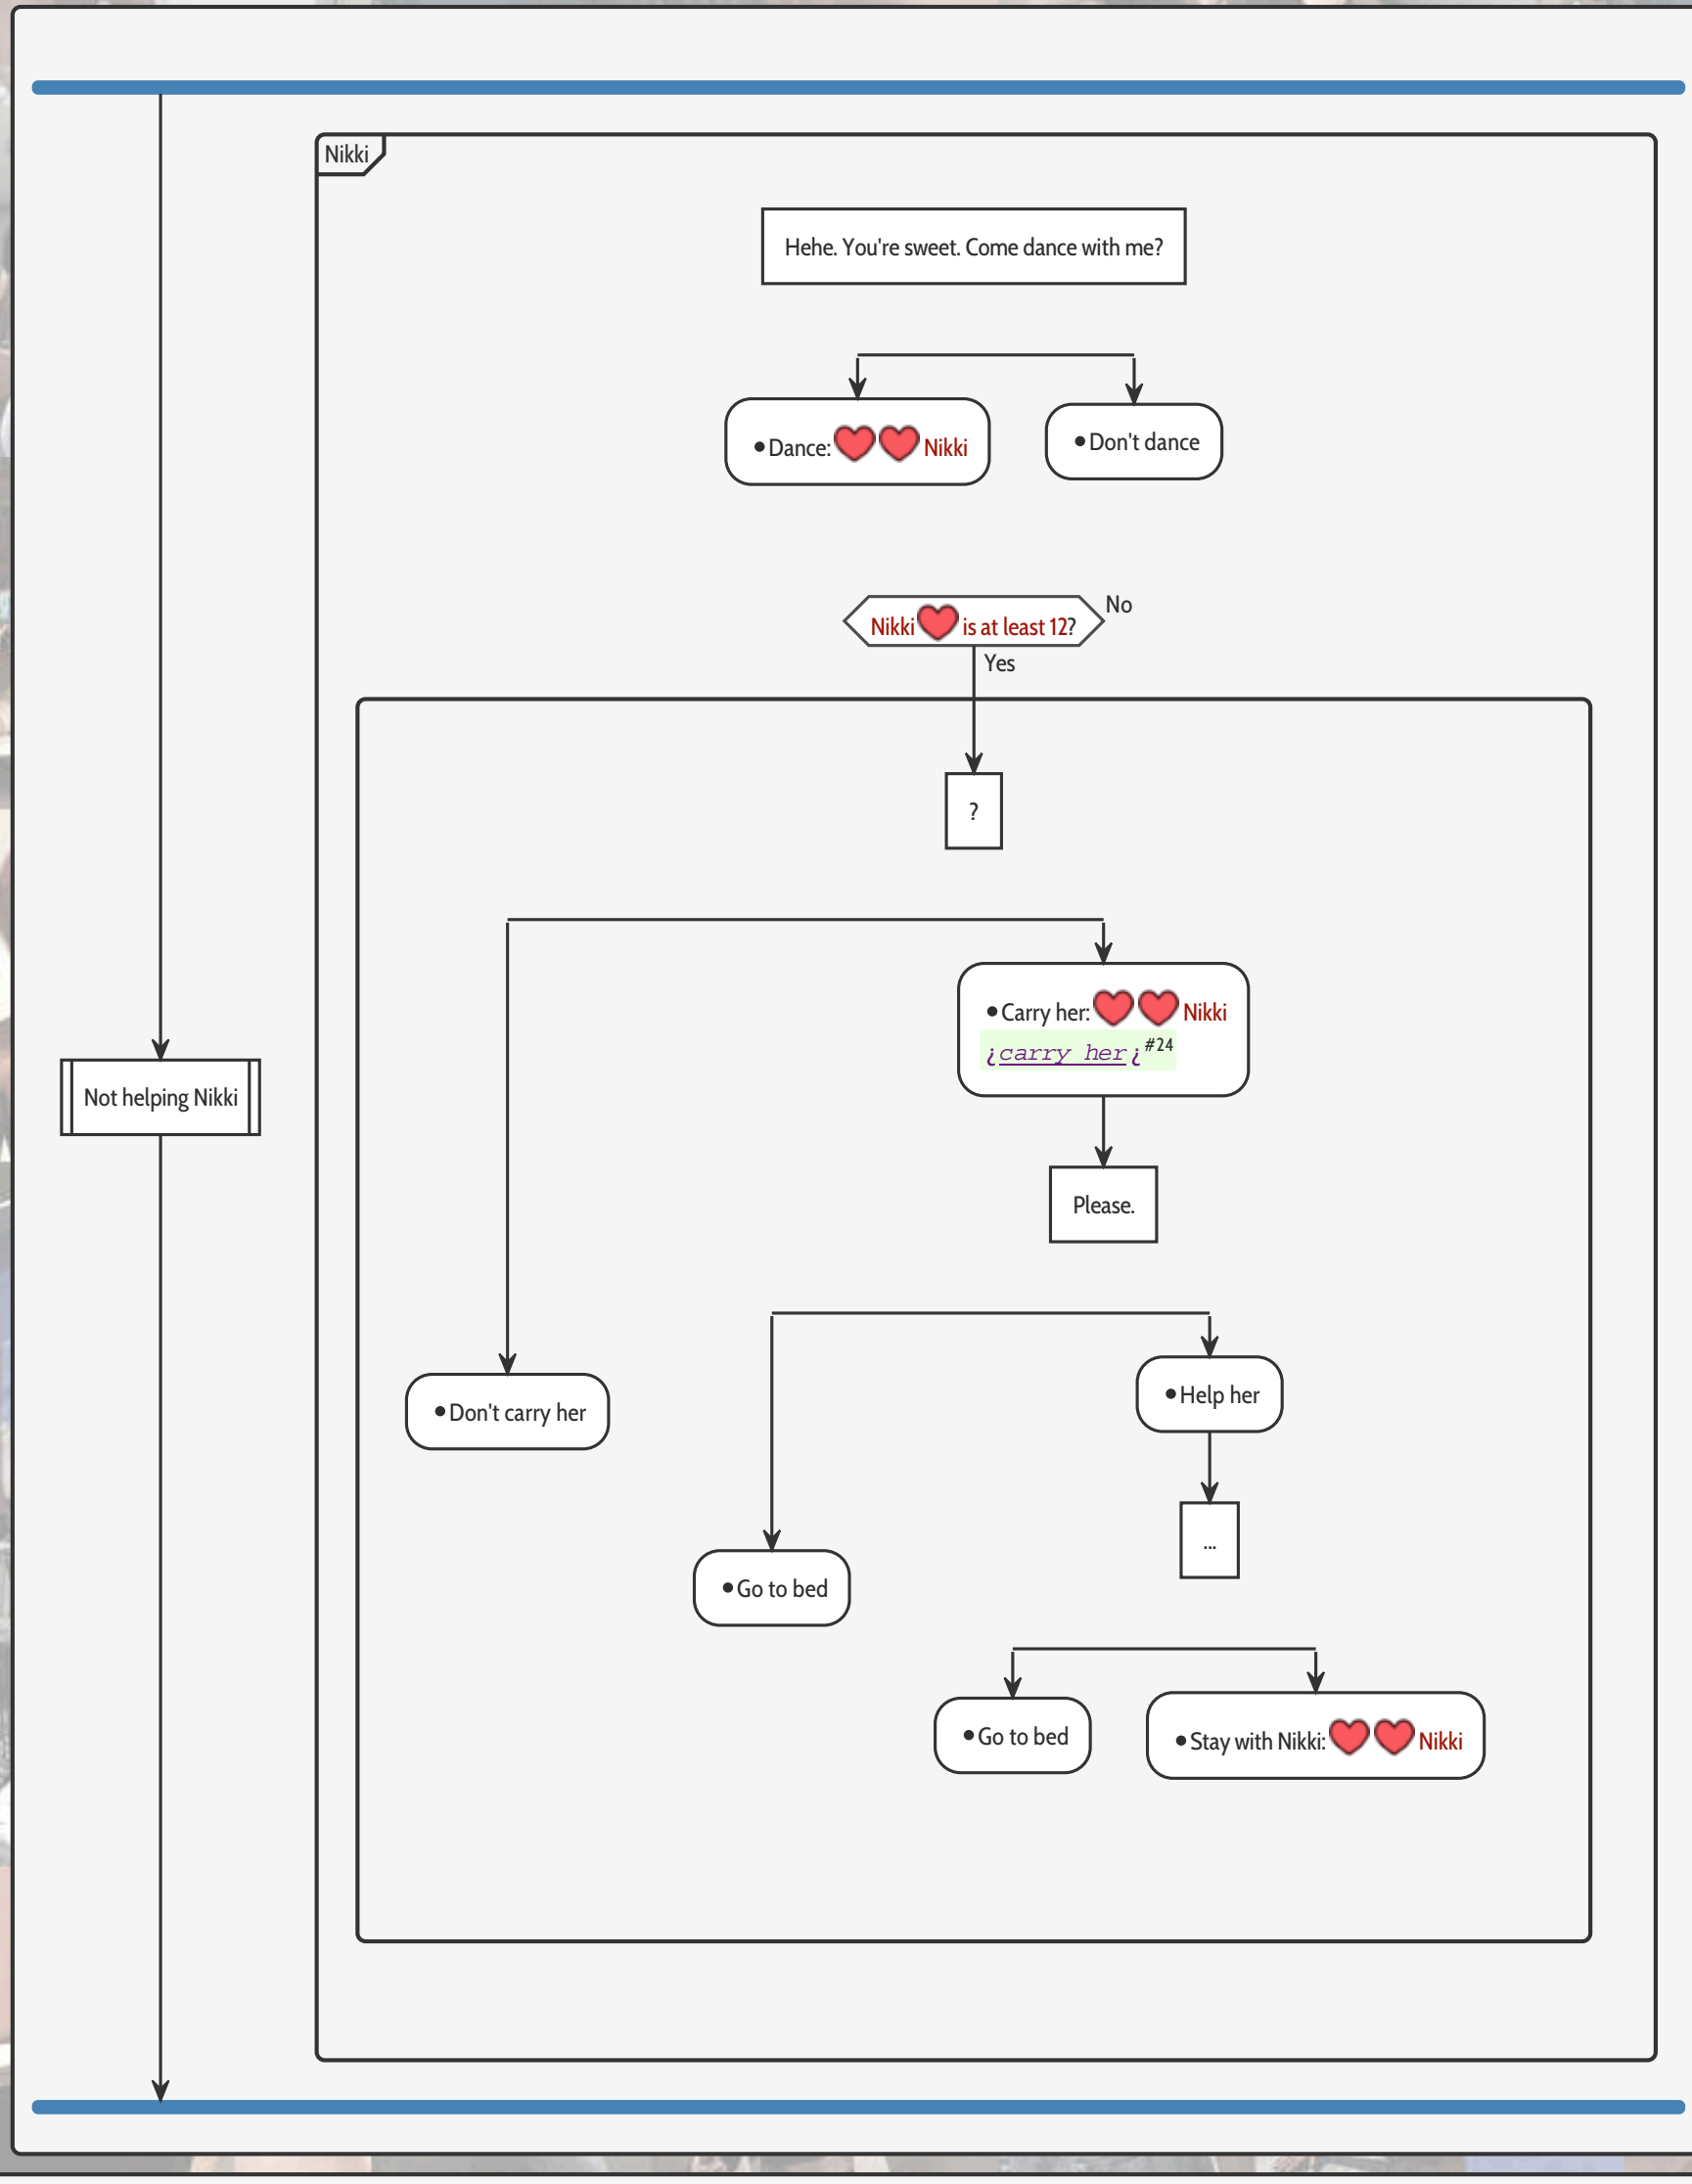 Nikki
Hehe. You're sweet. Come dance with me?
•Dance: Nikki
•Don't dance
Nikki is at least 12?
No
Yes
?
•Carry her: Nikki
¿carry her¿#24
Not helping Nikki
Please.
•Don't carry her
•Help her
...
•Go to bed
•Go to bed
•Stay with Nikki: Nikki